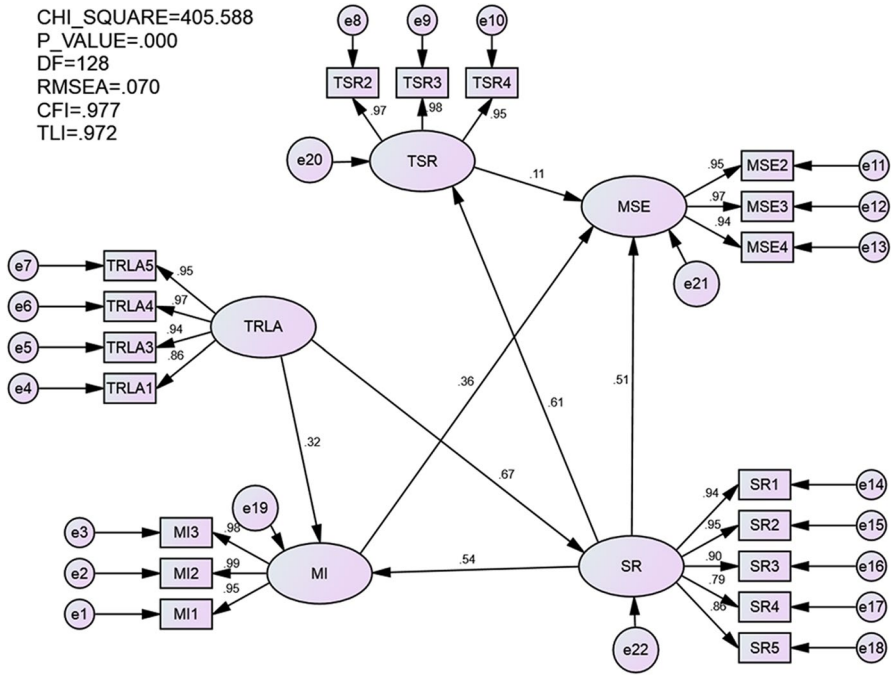 CHI_SQUARE=405.588
P_VALUE=.000
DF=128
RMSEA=.070
CFI=.977
TLI=.972
e8 e9 e10
TSR2 TSR3 TSR4
.97 .98 .95
e20 TSR
.11
MSE
.95 MSE2 e11
.97 MSE3 e12
.94 MSE4 e13
e21
e7 TRLA5 .95
e6 TRLA4 .97
e5 TRLA3 .94
e4 TRLA1 .86
TRLA
.36
.51
.61
.32
.67
e19
e3 MI3 .98
e2 MI2 .99
e1 MI1 .95
MI
.54
SR
.94 SR1 e14
.95 SR2 e15
.90 SR3 e16
.79 SR4 e17
.86 SR5 e18
e22